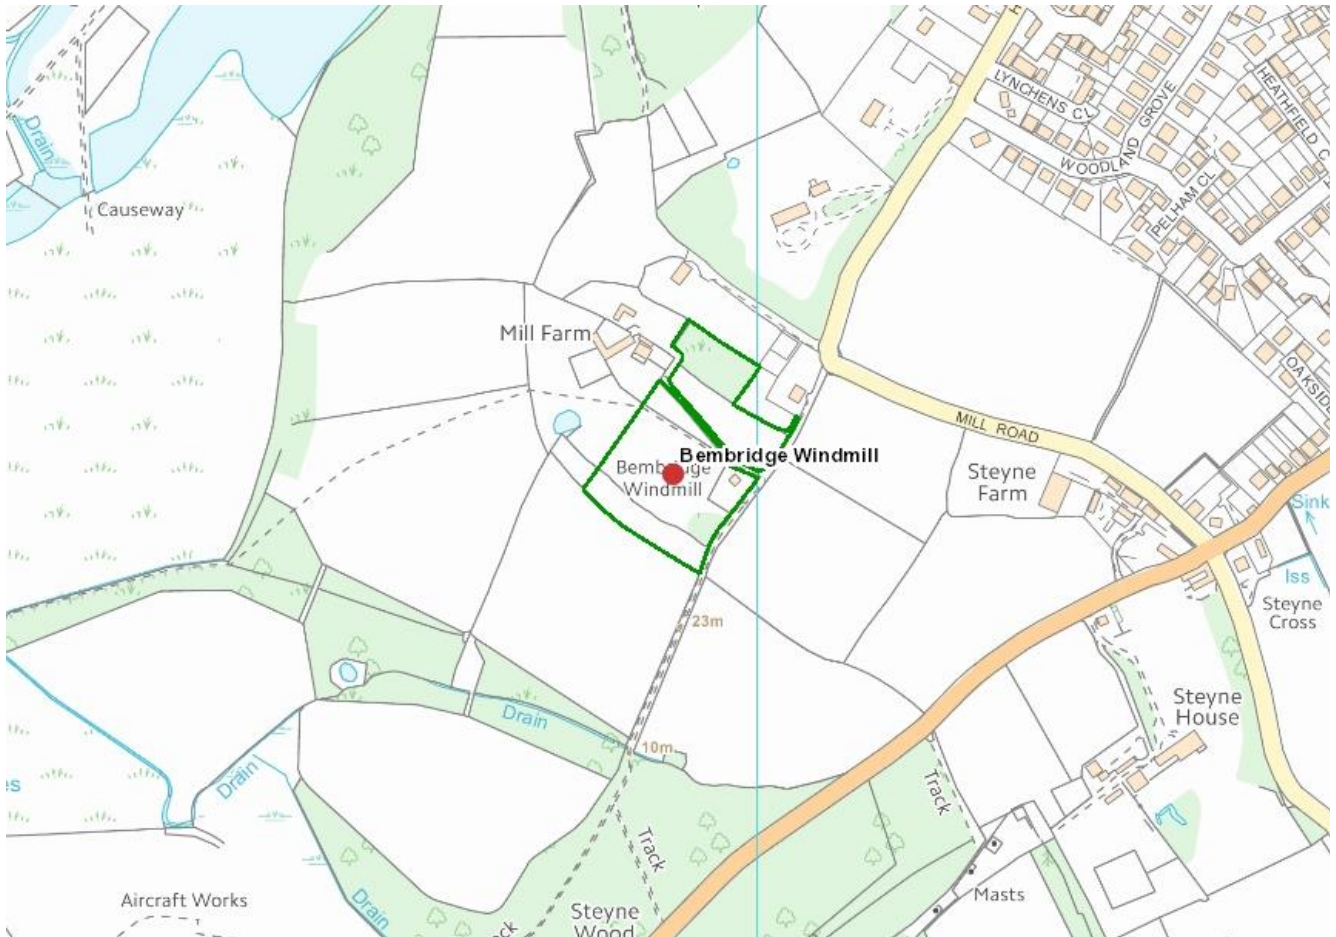 LYNCHENS CL
WOODLAND GROVE
HEATHFIELD C
PELHAM CL
Drain
Causeway
Mill Farm
OAKSIDE
MILL ROAD
Bembridge Windmill
Bembridge
Windmill
Steyne
Farm
Sink
Iss
Steyne
Cross
23m
Steyne
House
Drain
10m
es
Drain
Track
Track
Masts
Aircraft Works
Drain
Steyne
Wood